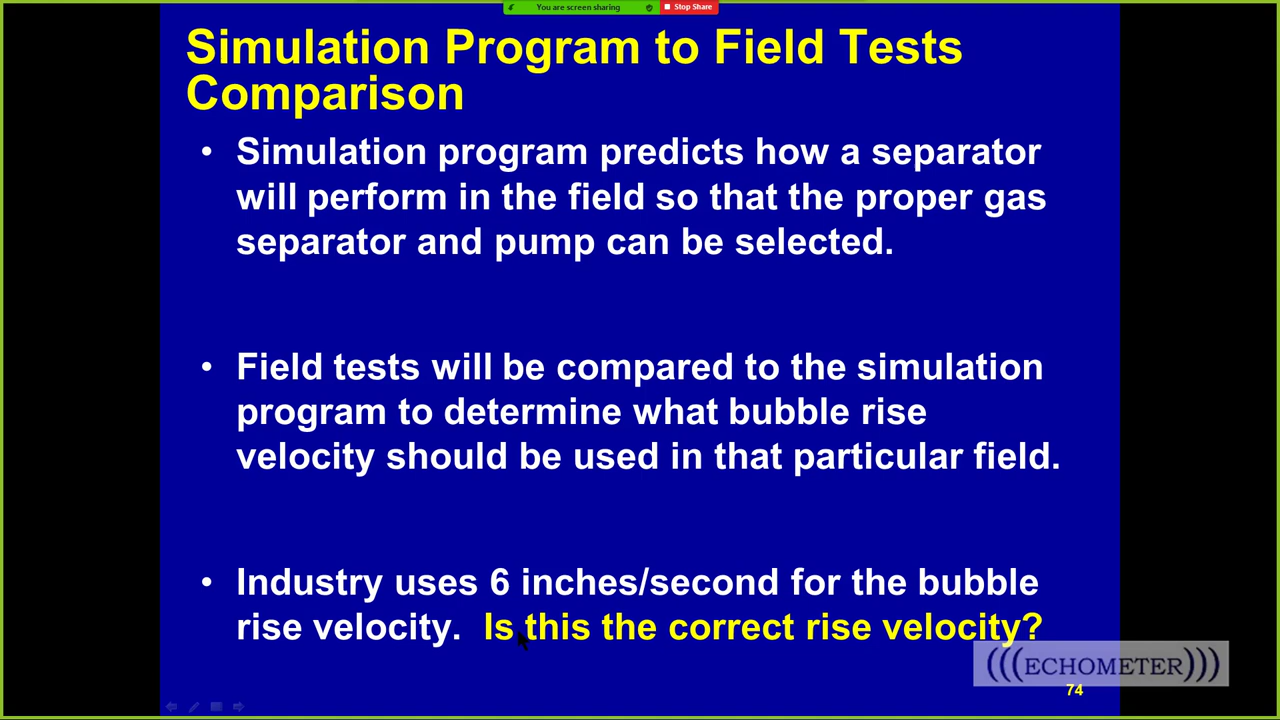 You are screen sharing
Stop Share
Simulation Program to Field Tests
Comparison
• Simulation program predicts how a separator
will perform in the field so that the proper gas
separator and pump can be selected.
• Field tests will be compared to the simulation
program to determine what bubble rise
velocity should be used in that particular field.
• Industry uses 6 inches/second for the bubble
rise velocity. Is this the correct rise velocity?
(((ECHOMETER)))
74